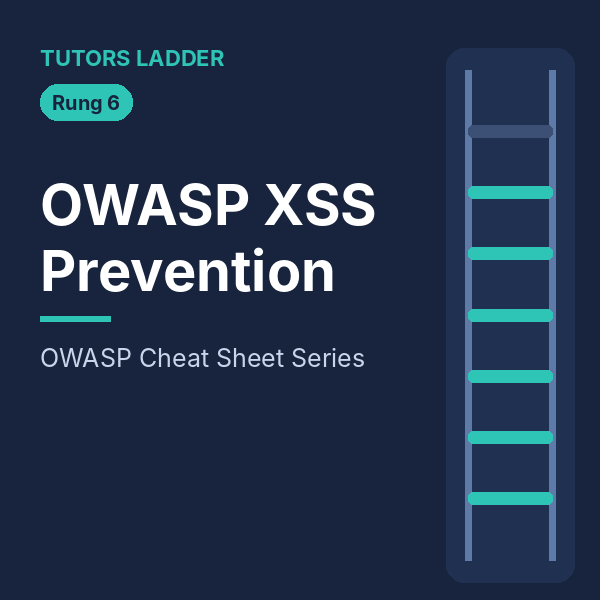 TUTORS LADDER
Rung 6
OWASP XSS
Prevention
OWASP Cheat Sheet Series